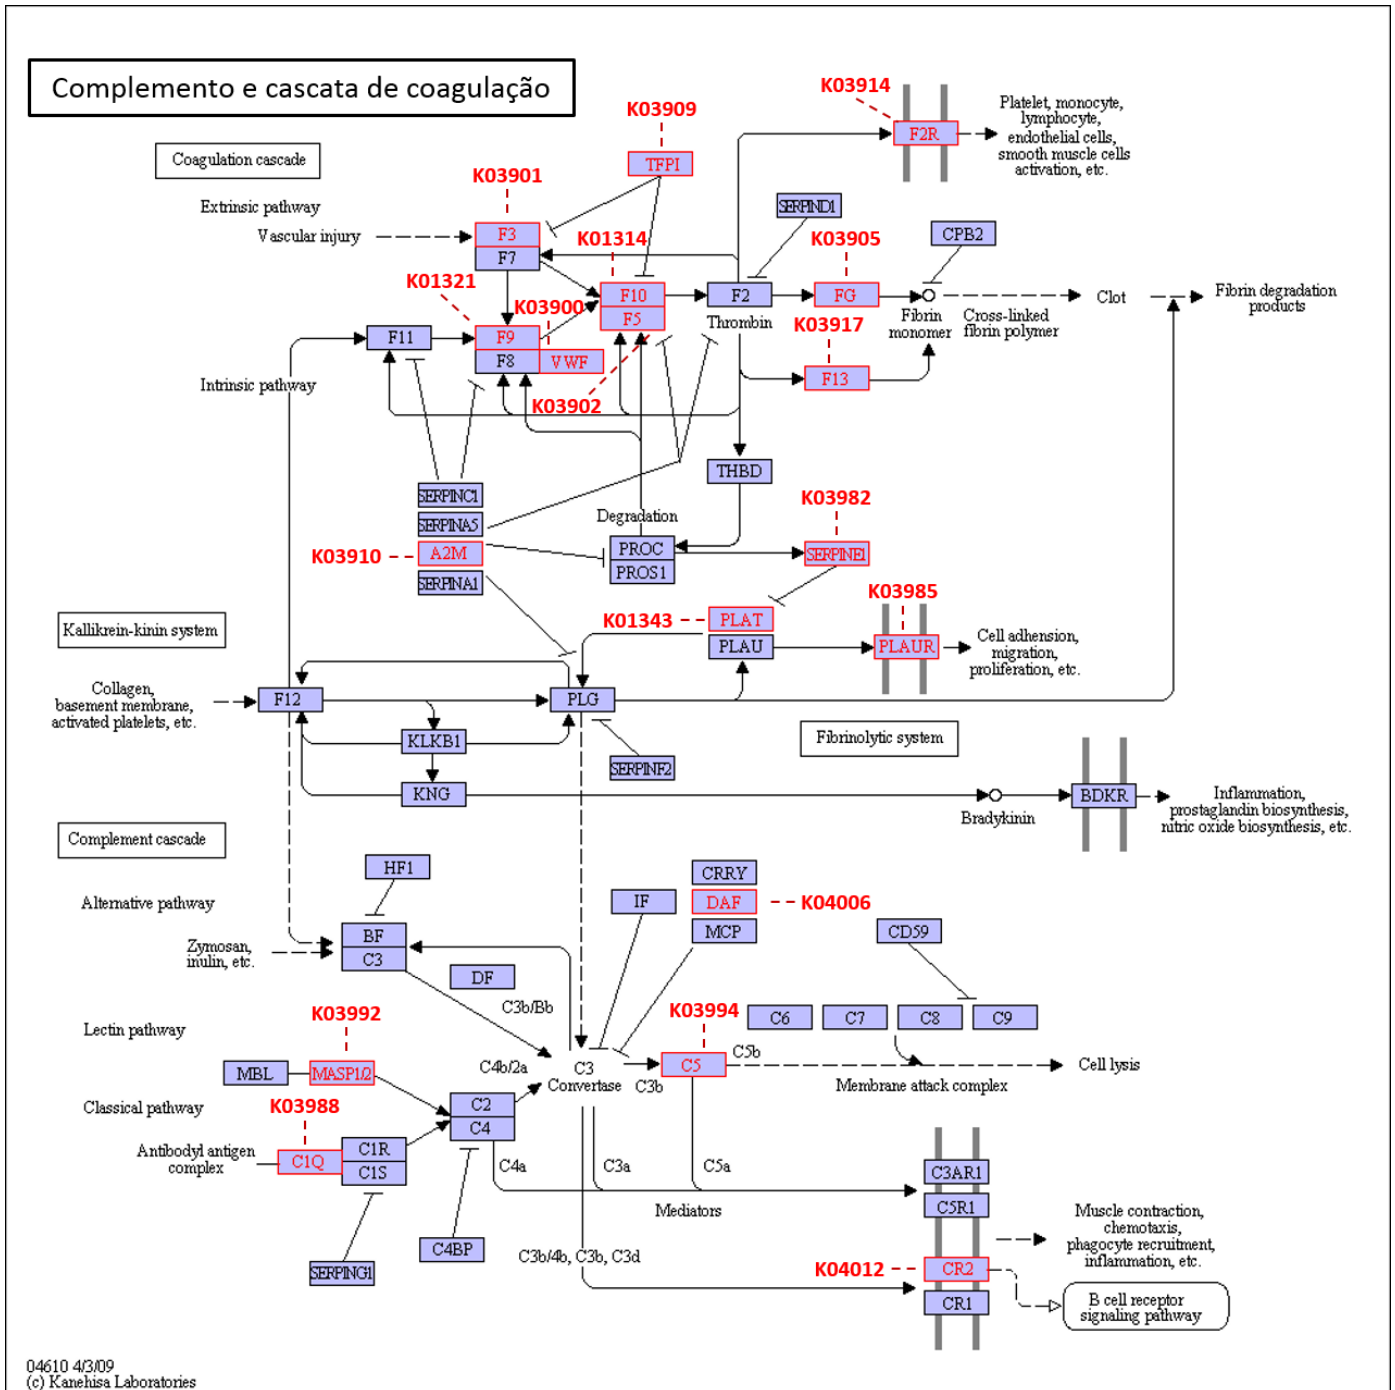 Complemento e cascata de coagulação
K03914
Platelet, monocyte,
lymphocyte,
endothelial cells,
smooth muscle cells
activation, etc.
K03909
F2R
Coagulation cascade
TFPI
K03901
Extrinsic pathway
SERPIND1
Vascular injury
F3
K01314
K03905
CPB2
F7
K01321
K03900
F10
F2
FG
Clot
Fibrin degradation
products
F5
Thrombin
Fibrin
monomer
Cross-linked
fibrin polymer
K03917
F11
F9
F8
VWF
F13
Intrinsic pathway
K03902
THBD
SERPINC1
K03982
Degradation
SERPINA5
K03910
A2M
PROC
SERPINE1
SERPINA1
PROS1
K03985
K01343
PLAT
Kallikrein-kinin system
PLAU
PLAUR
Cell adhension,
migration,
proliferation, etc.
Collagen,
basement membrane,
activated platelets, etc.
F12
PLG
KLKB1
Fibrinolytic system
SERPINF2
KNG
BDKR
Bradykinin
Inflammation,
prostaglandin biosynthesis,
nitric oxide biosynthesis, etc.
Complement cascade
HF1
CRRY
Alternative pathway
IF
DAF
K04006
BF
MCP
CD59
Zymosan,
inulin, etc.
C3
DF
C3b/Bb
K03992
K03994
C6
C7
C8
C9
Lectin pathway
C5b
MBL
MASP1/2
C4b/2a
C3
Convertase
C3b
C5
Cell lysis
Membrane attack complex
Classical pathway
K03988
C2
C4
Antibodyl antigen
complex
C1Q
C1R
C1S
C4a
C3a
C5a
C3AR1
Mediators
C5R1
Muscle contraction,
chemotaxis,
phagocyte recruitment,
inflammation, etc.
C4BP
C3b/4b, C3b, C3d
SERPING1
K04012
CR2
CR1
B cell receptor
signaling pathway
04610 4/3/09
(c) Kanehisa Laboratories